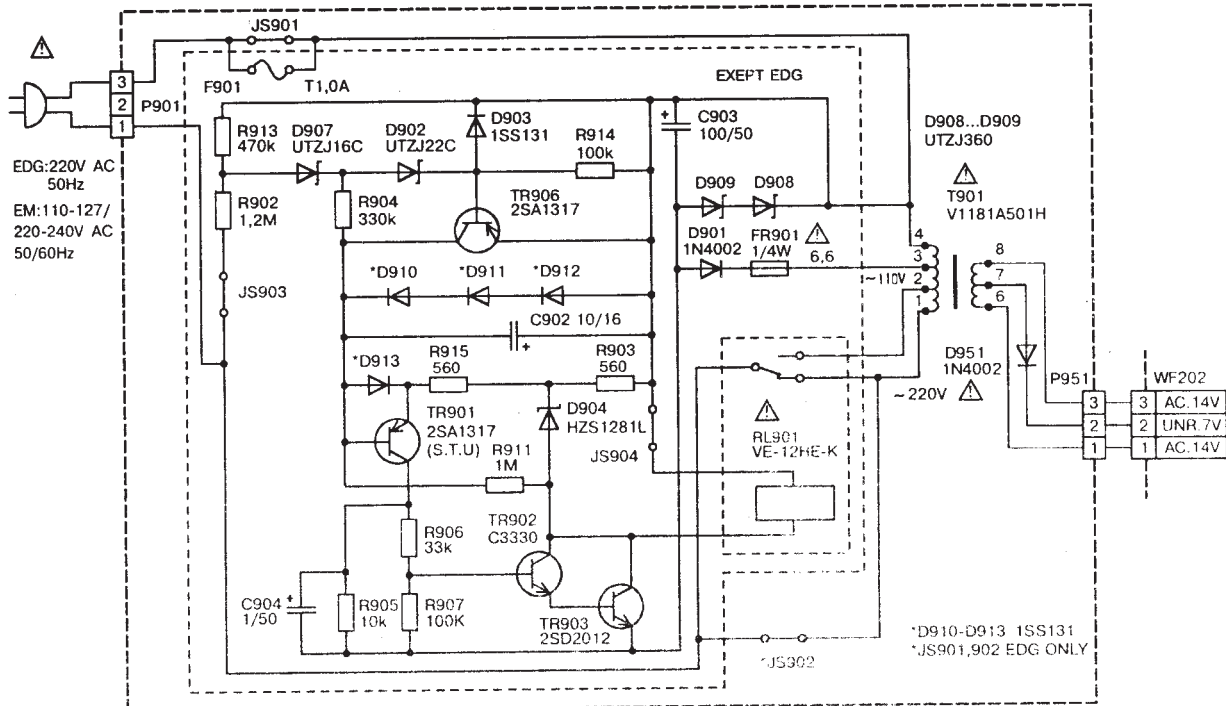 JS901
F901
T1,0A
EXEPT EDG
3
2
1
P901
EDG:220V AC
50Hz
EM:110-127/
220-240V AC
50/60Hz
R913
470k
D907
UTZJ16C
D902
UTZJ22C
D903
1SS131
R914
100k
C903
100/50
D908...D909
UTZJ360
T901
V1181A501H
R902
1,2M
R904
330k
TR906
2SA1317
D909
D908
D901
1N4002
FR901
1/4W
6,6
4
3
2
1
~110V
8
7
6
JS903
*D910
*D911
*D912
C902 10/16
*D913
R915
560
R903
560
D951
1N4002
~220V
TR901
2SA1317
(S.T.U)
D904
HZS1281L
JS904
RL901
VE-12HE-K
P951
WF202
3
3
AC.14V
2
2
UNR.7V
1
1
AC.14V
R911
1M
R906
33k
TR902
C3330
C904
1/50
R905
10k
R907
100K
TR903
2SD2012
*JS902
*D910-D913 1SS131
*JS901,902 EDG ONLY